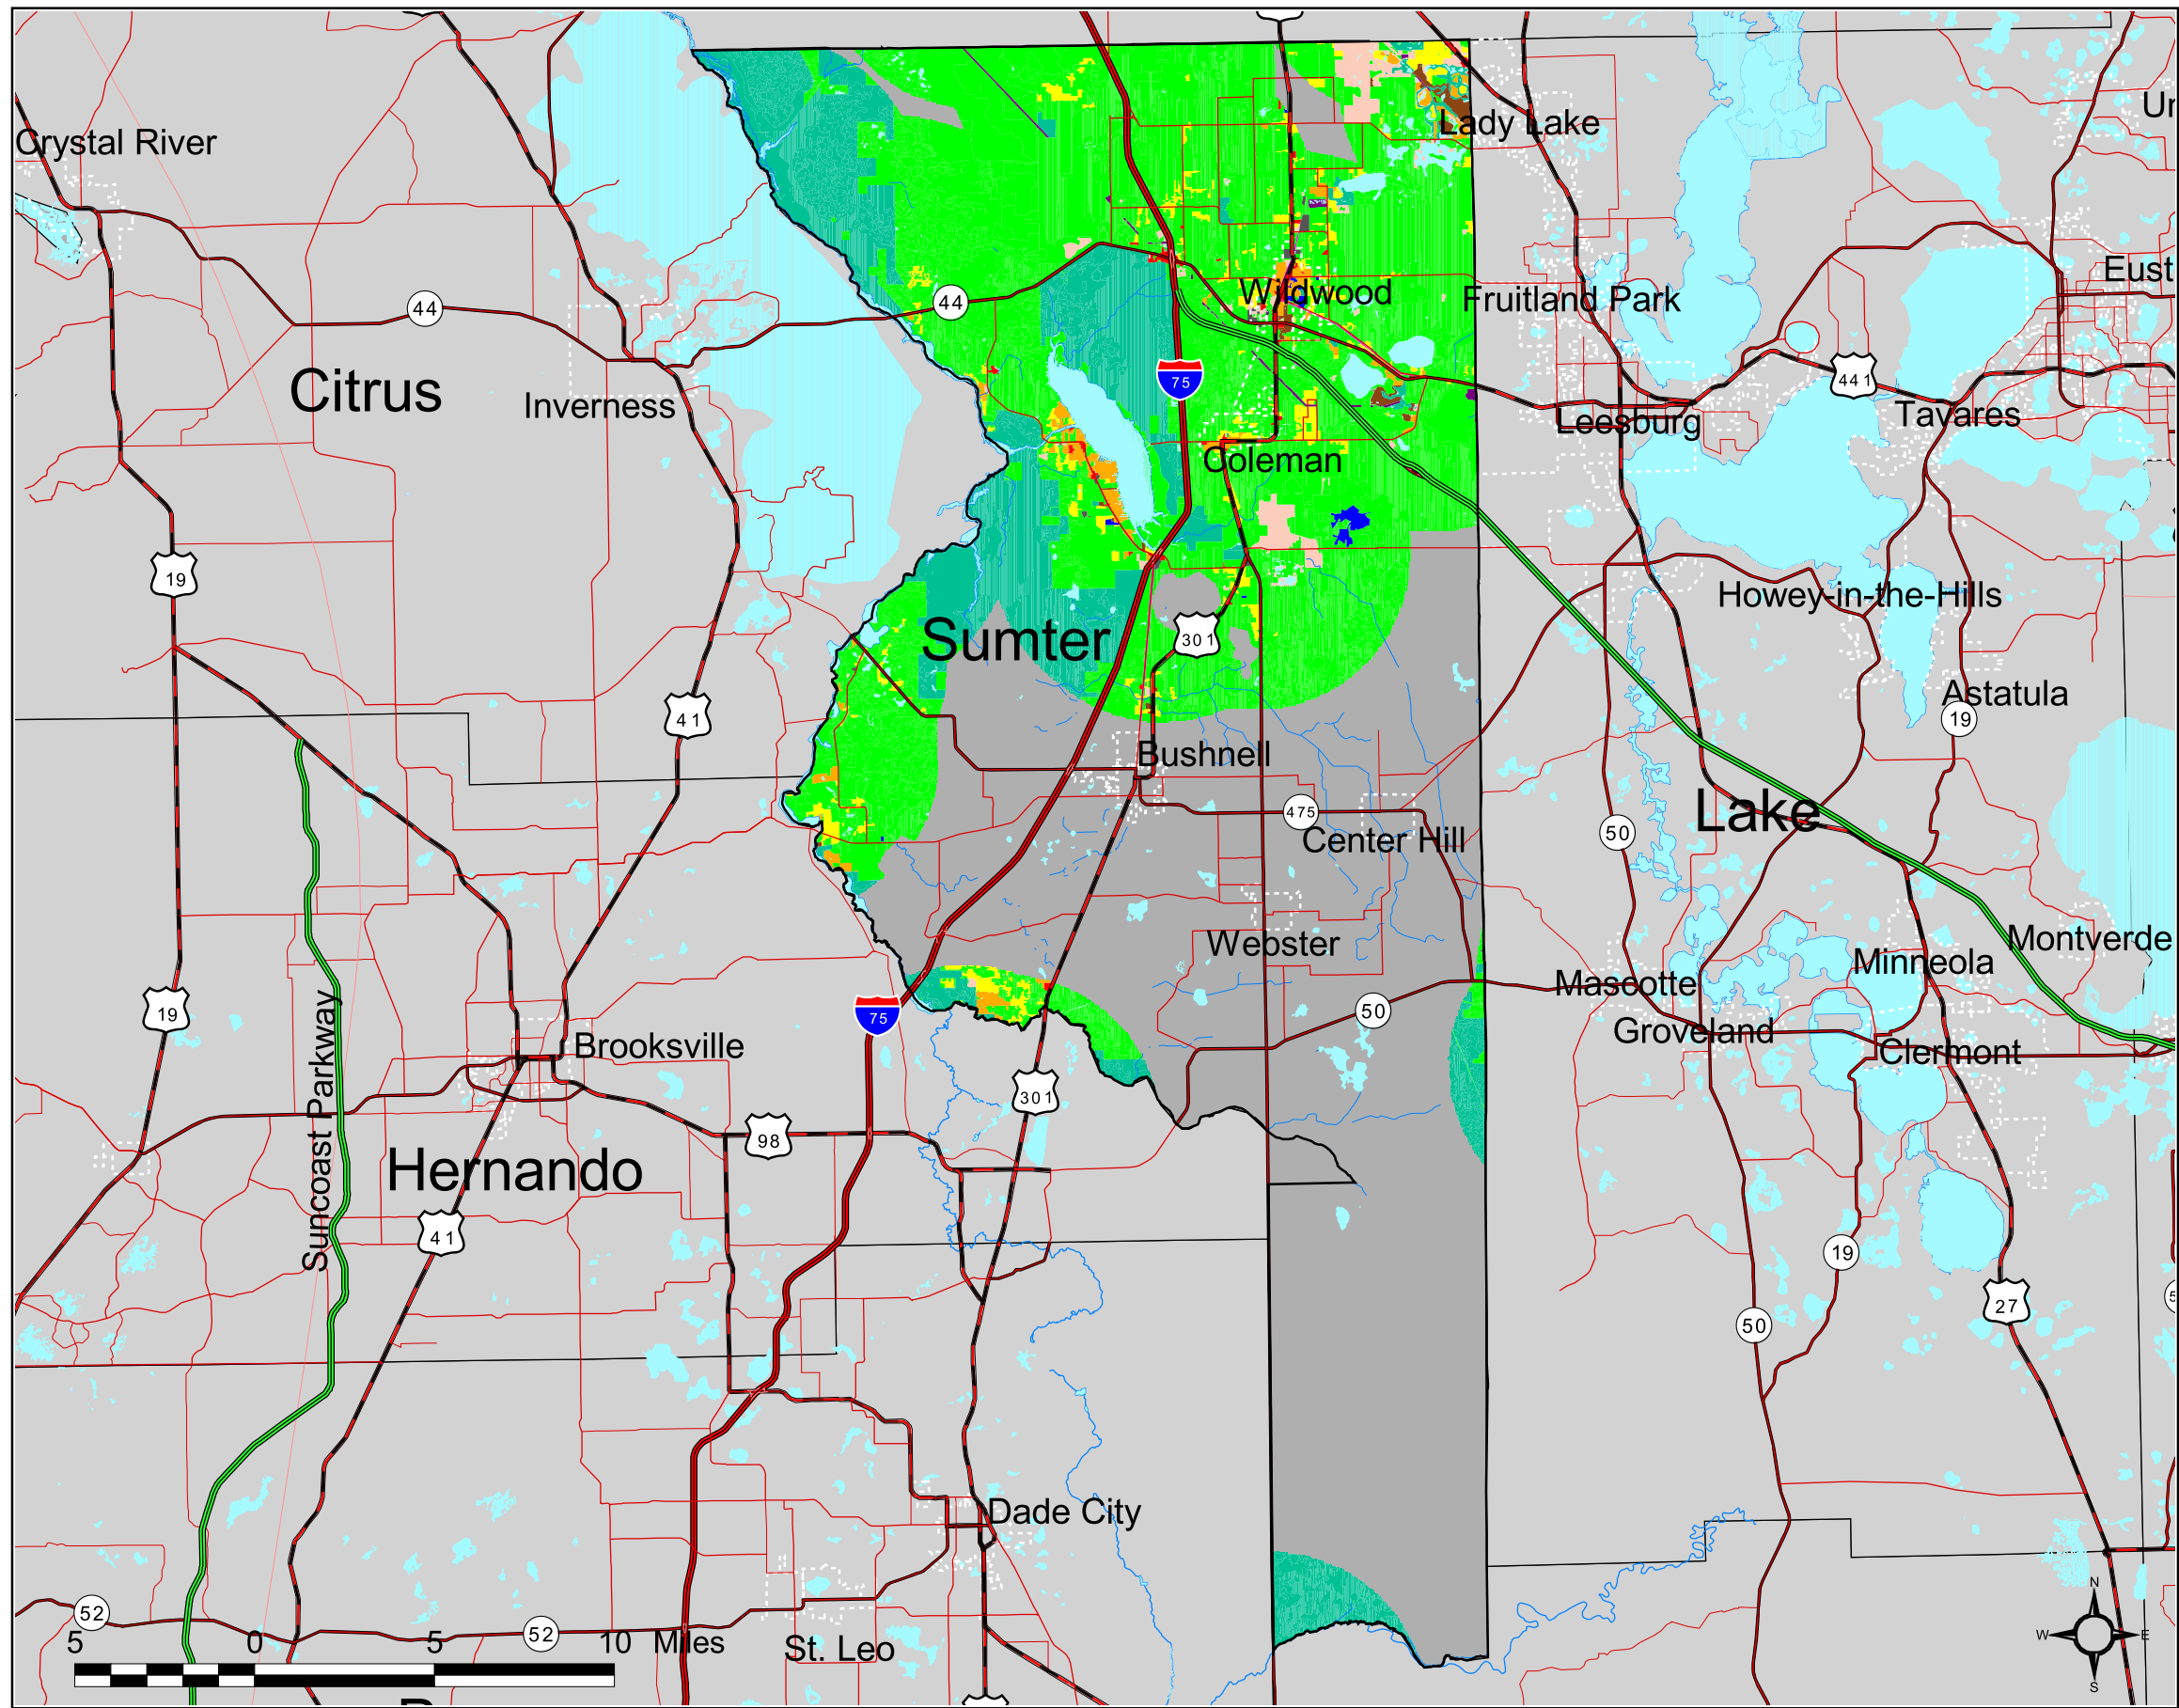 Crystal River
Lady Lake
44
44
Wildwood
Fruitland Park
Eust
Citrus
Inverness
75
441
Leesburg
Tavares
Coleman
19
Howey-in-the-Hills
Sumter
301
41
Astatula
19
Bushnell
475
Center Hill
Lake
50
Webster
Montverde
Minneola
Mascotte
19
75
50
Groveland
Clermont
Brooksville
Suncoast Parkway
301
98
Hernando
41
19
27
50
Dade City
52
52
5 0 5 10 Miles
St. Leo
N
W E
S